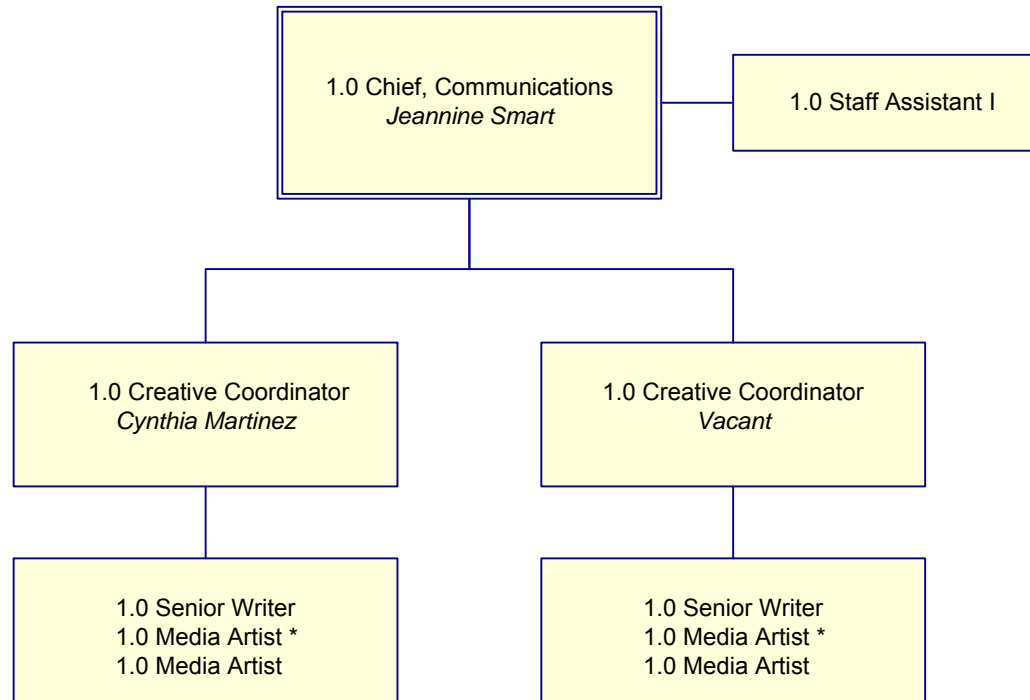 1.0 Chief, Communications
Jeannine Smart
1.0 Staff Assistant I
1.0 Creative Coordinator
Cynthia Martinez
1.0 Creative Coordinator
Vacant
1.0 Senior Writer
1.0 Media Artist *
1.0 Media Artist
1.0 Senior Writer
1.0 Media Artist *
1.0 Media Artist